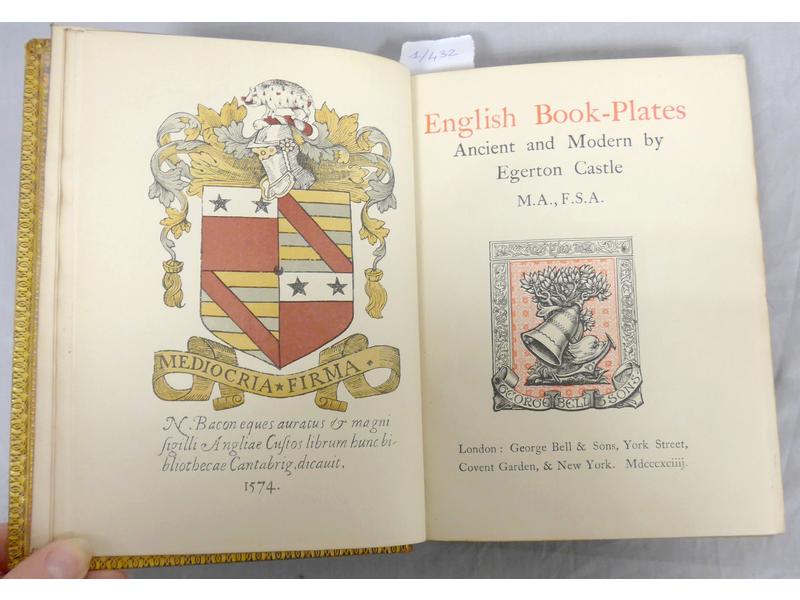 MEDIOCRIA★FIRMA
N. Bacon eques auratus & magni
sigilli Angliae Custos librum hunc bi-
bliothecae Cantabrig. dicauit.
1574.
1/432
English Book-Plates
Ancient and Modern by
Egerton Castle
M.A., F.S.A.
GEORGE BELL & SONS
London: George Bell & Sons, York Street,
Covent Garden, & New York. Mdcccxciiij.